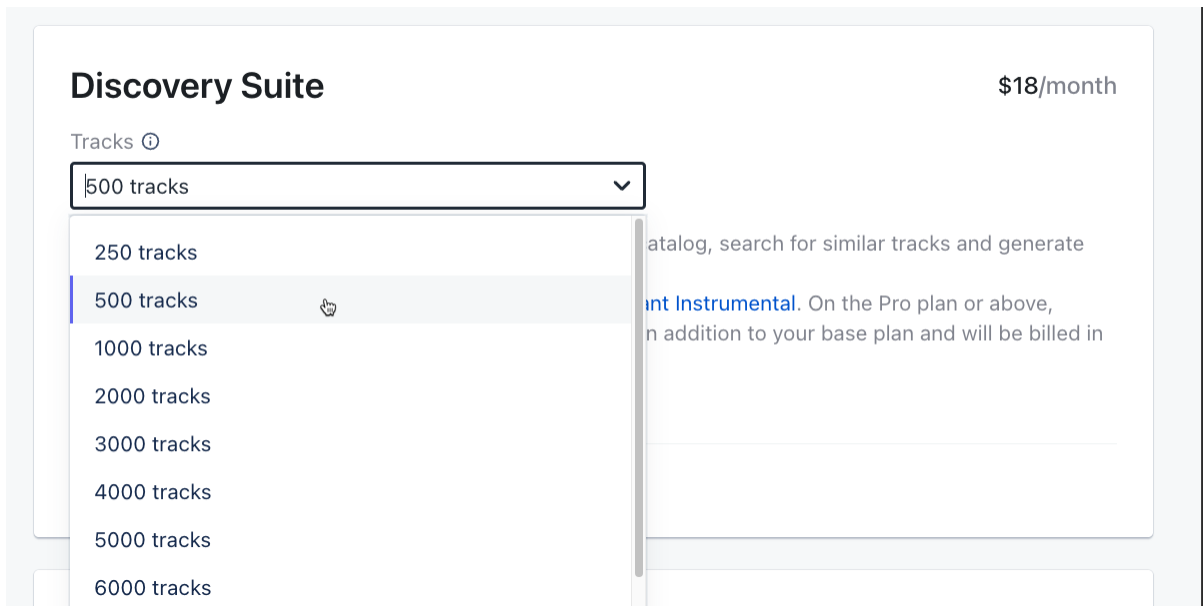 Discovery Suite
$18/month
Tracks
500 tracks
250 tracks
atalog, search for similar tracks and generate
500 tracks
ant Instrumental. On the Pro plan or above,
n addition to your base plan and will be billed in
1000 tracks
2000 tracks
3000 tracks
4000 tracks
5000 tracks
6000 tracks